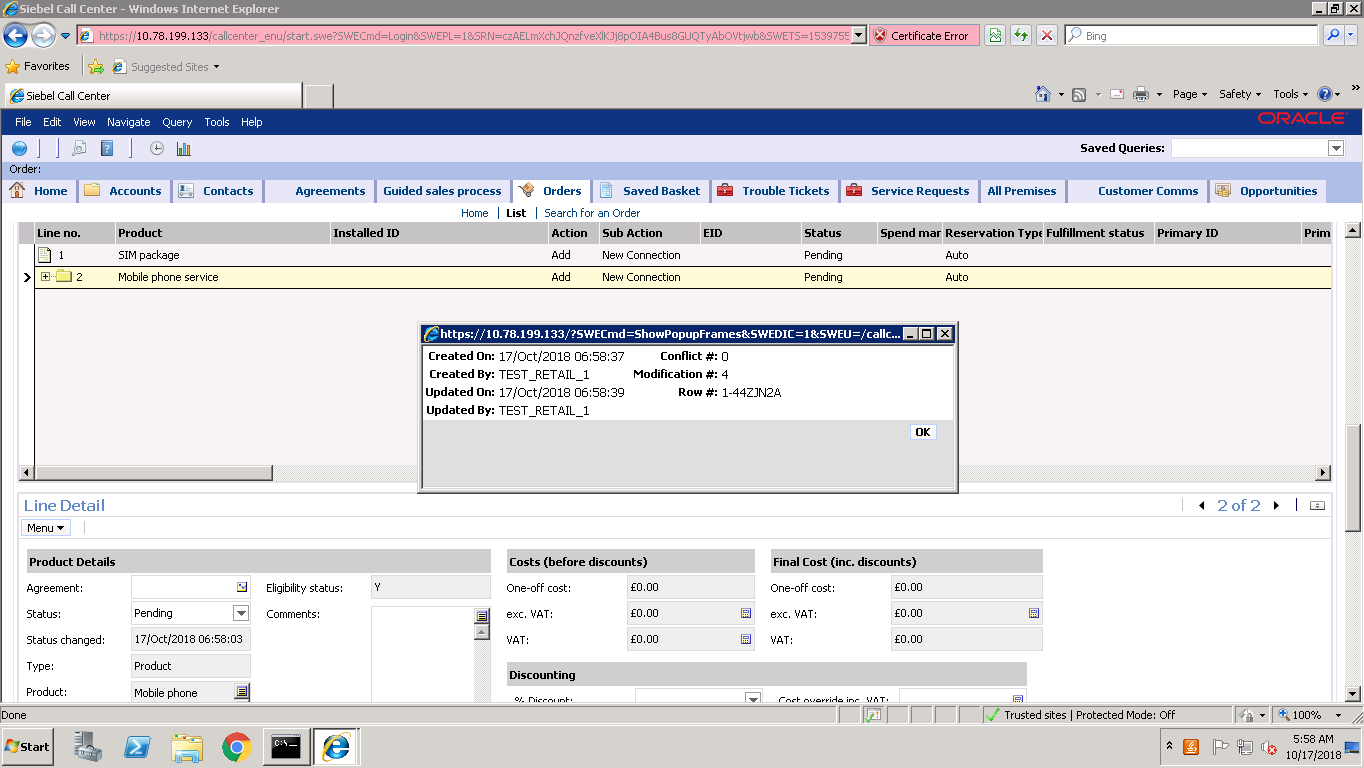 Siebel Call Center - Windows Internet Explorer
https://10.78.199.133/callcenter_enu/start.swe?SWECmd=Login&SWEPL=1&SRN=czAELmXchJQnzfveXlKJj8pOIA4Bus8GUQTyAbOVtjwb&SWETS=1539755
Certificate Error
Bing
Favorites
Suggested Sites
Siebel Call Center
Page
Safety
Tools
File Edit View Navigate Query Tools Help
ORACLE
Saved Queries:
Order:
Home
Accounts
Contacts
Agreements
Guided sales process
Orders
Saved Basket
Trouble Tickets
Service Requests
All Premises
Customer Comms
Opportunities
Home | List | Search for an Order
Line no. Product Installed ID Action Sub Action EID Status Spend mar Reservation Type Fulfillment status Primary ID Prim
1 SIM package Add New Connection Pending Auto
2 Mobile phone service Add New Connection Pending Auto
https://10.78.199.133/?SWECmd=ShowPopupFrames&SWEDIC=1&SWEU=/callc...
Created On: 17/Oct/2018 06:58:37 Conflict #: 0
Created By: TEST_RETAIL_1 Modification #: 4
Updated On: 17/Oct/2018 06:58:39 Row #: 1-44ZJN2A
Updated By: TEST_RETAIL_1
OK
Line Detail
2 of 2
Menu
Product Details
Costs (before discounts)
Final Cost (inc. discounts)
Agreement: Eligibility status: Y One-off cost: £0.00 One-off cost: £0.00
Status: Pending Comments: exc. VAT: £0.00 exc. VAT: £0.00
Status changed: 17/Oct/2018 06:58:03 VAT: £0.00 VAT: £0.00
Type: Product
Discounting
Product: Mobile phone
% Discount: Cost override inc. VAT:
Done
Trusted sites | Protected Mode: Off
100%
Start
C:\
5:58 AM
10/17/2018